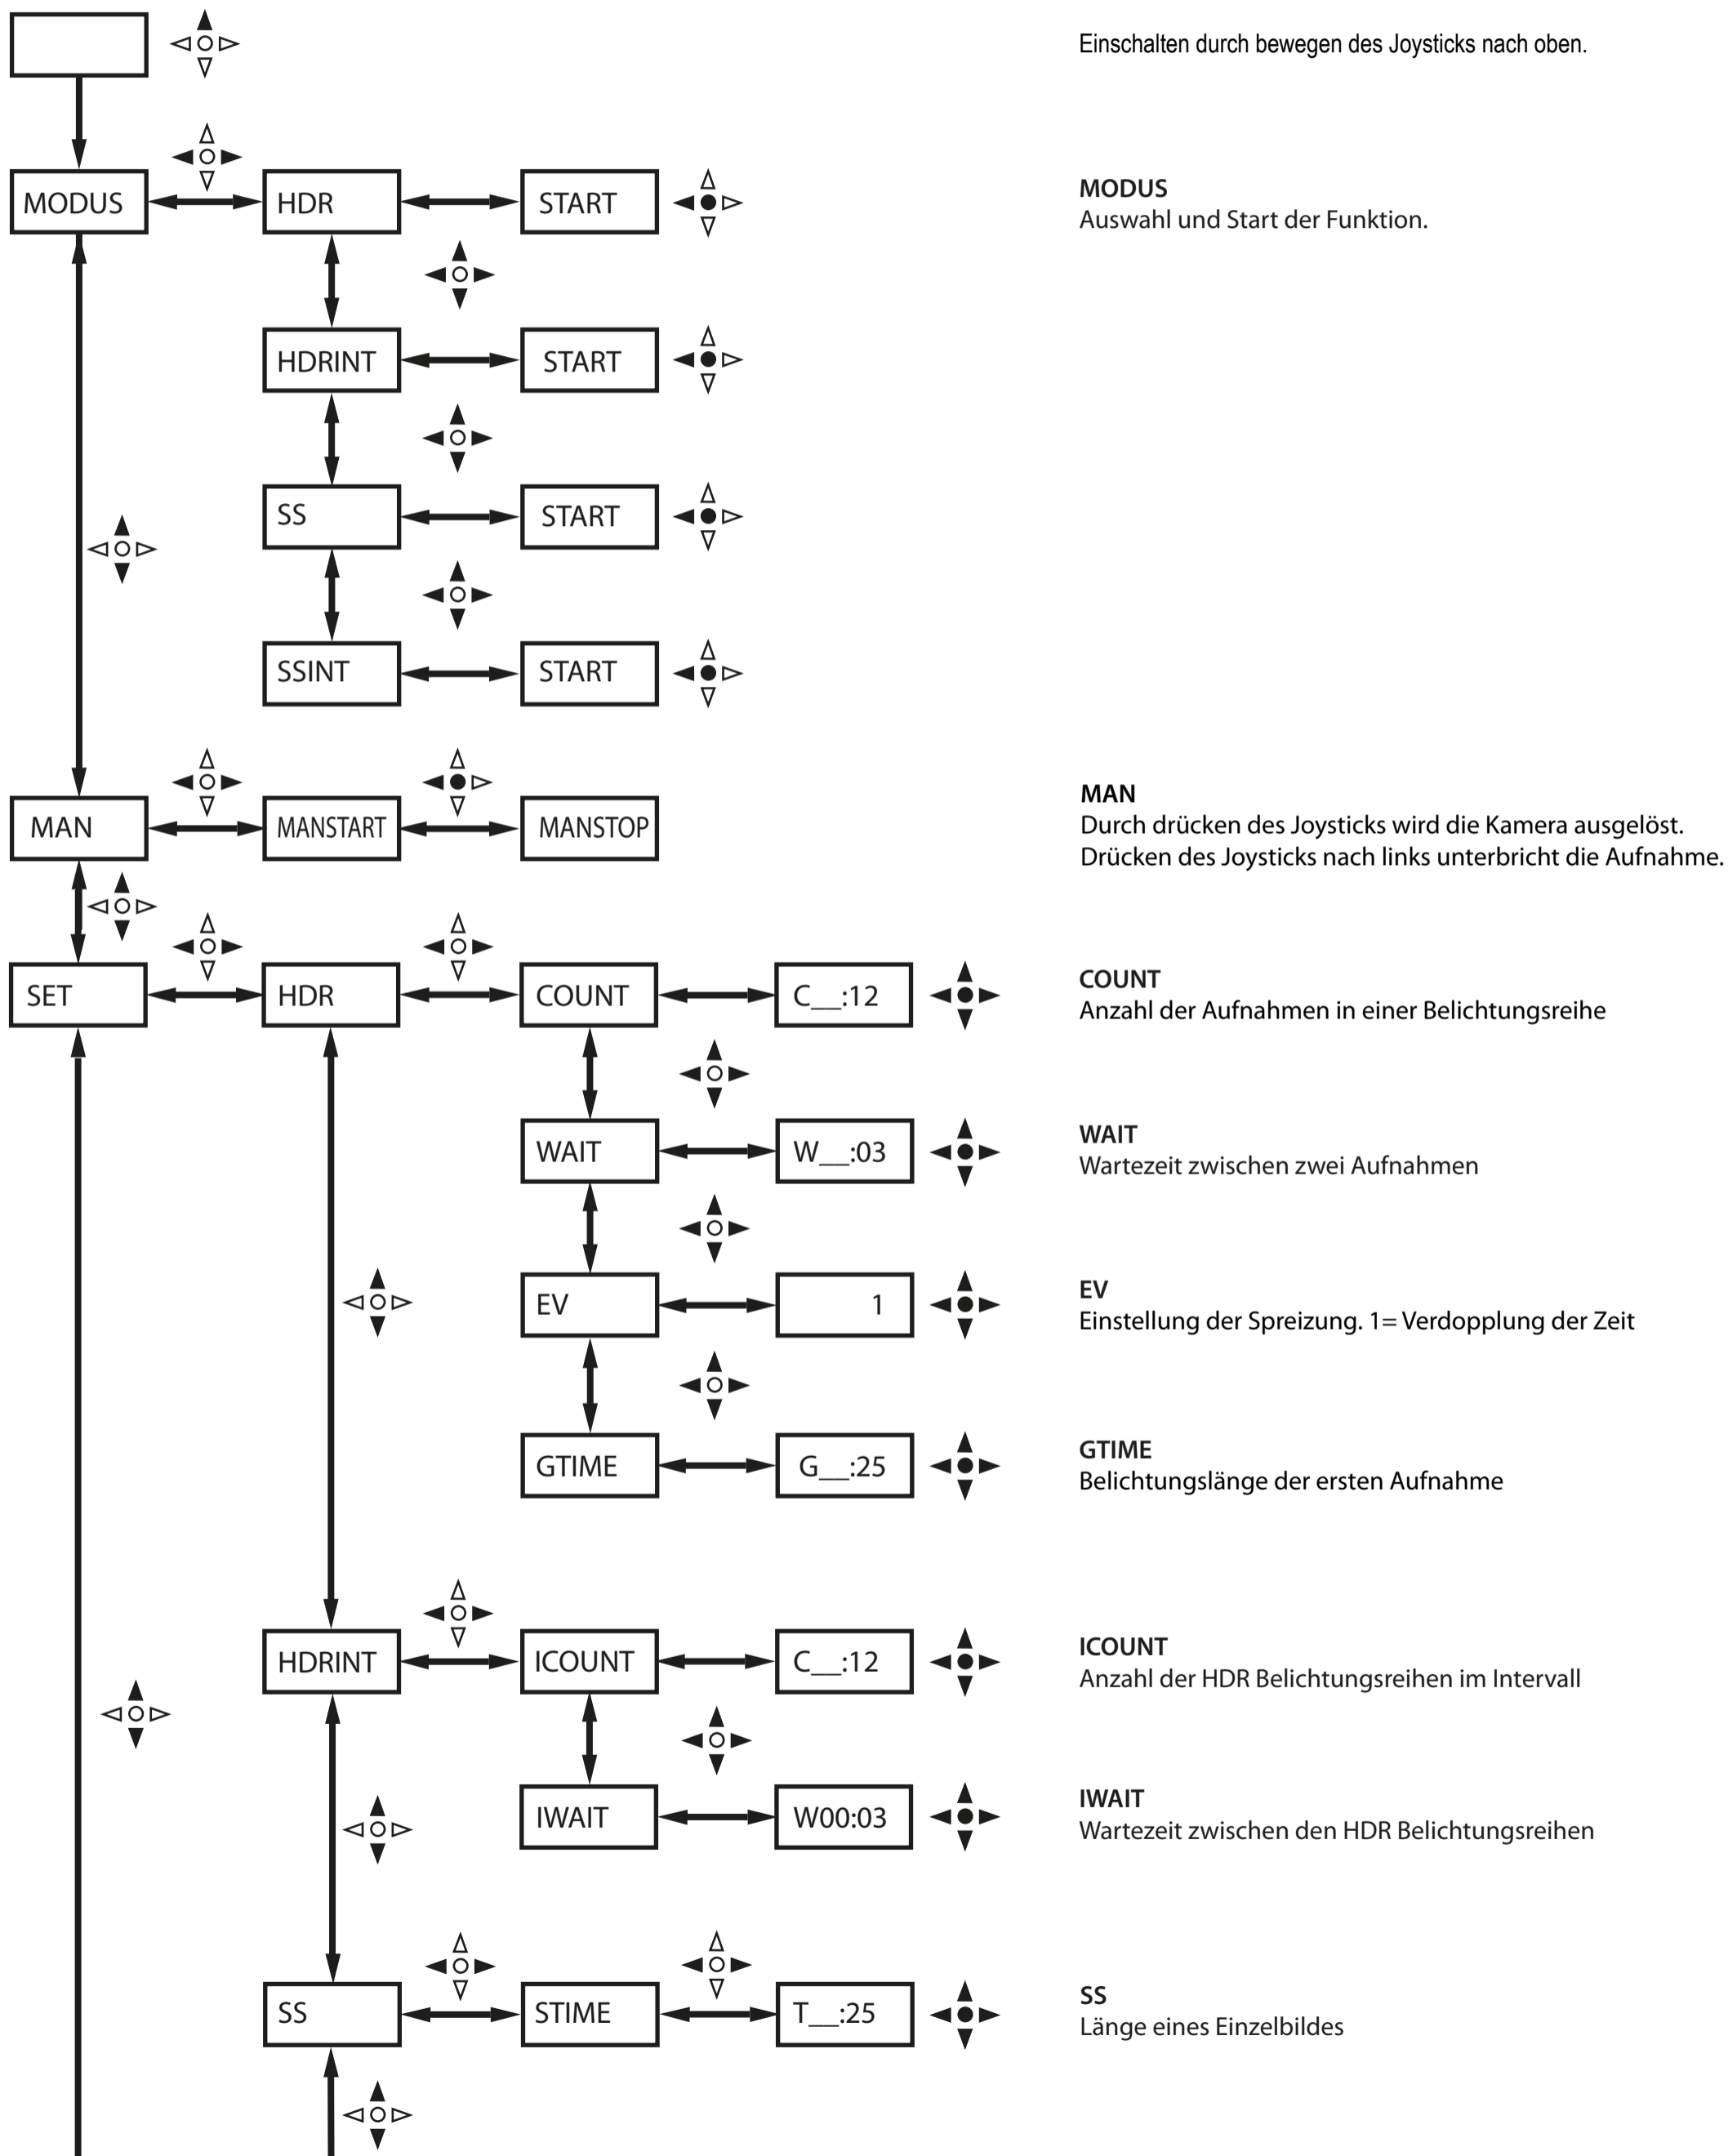 Einschalten durch bewegen des Joysticks nach oben.
MODUS
HDR
START
MODUS
Auswahl und Start der Funktion.
HDRINT
START
SS
START
SSINT
START
MAN
MANSTART
MANSTOP
MAN
Durch drücken des Joysticks wird die Kamera ausgelöst.
Drücken des Joysticks nach links unterbricht die Aufnahme.
SET
HDR
COUNT
C__:12
COUNT
Anzahl der Aufnahmen in einer Belichtungsreihe
WAIT
W__:03
WAIT
Wartezeit zwischen zwei Aufnahmen
EV
1
EV
Einstellung der Spreizung. 1= Verdopplung der Zeit
GTIME
G__:25
GTIME
Belichtungslänge der ersten Aufnahme
HDRINT
ICOUNT
C__:12
ICOUNT
Anzahl der HDR Belichtungsreihen im Intervall
IWAIT
W00:03
IWAIT
Wartezeit zwischen den HDR Belichtungsreihen
SS
STIME
T__:25
SS
Länge eines Einzelbildes